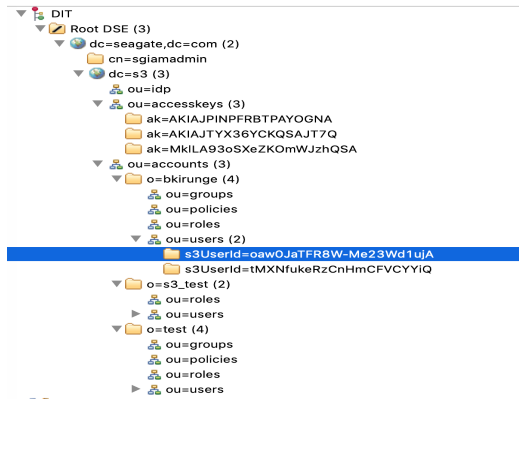 DIT
Root DSE (3)
dc=seagate,dc=com (2)
cn=sgiamadmin
dc=s3 (3)
ou=idp
ou=accesskeys (3)
ak=AKIAJPINPFRBTPAYOGNA
ak=AKIAJTYX36YCKQSAJT7Q
ak=MkILA93oSXeZKOmWJzhQSA
ou=accounts (3)
o=bkirunge (4)
ou=groups
ou=policies
ou=roles
ou=users (2)
s3UserId=oaw0JaTFR8W-Me23Wd1ujA
s3UserId=tMXNfukeRzCnHmCFVCYYiQ
o=s3_test (2)
ou=roles
ou=users
o=test (4)
ou=groups
ou=policies
ou=roles
ou=users